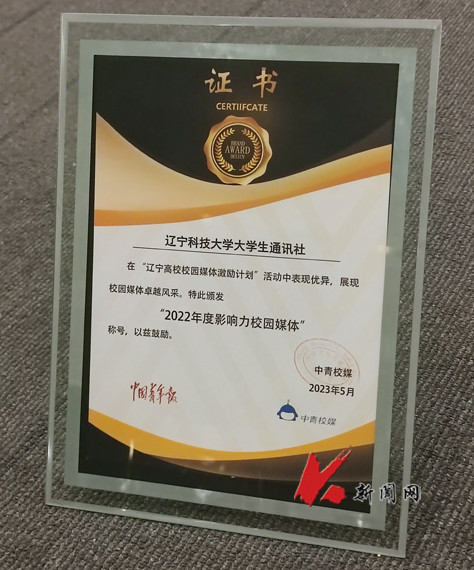 证书
CERTIIFCATE
BRAND
AWARD
DESIGN
辽宁科技大学大学生通讯社
在“辽宁高校校园媒体激励计划”活动中表现优异，展现
校园媒体卓越风采。特此颁发
“2022年度影响力校园媒体”
称号，以兹鼓励。
中青校媒
2023年5月
中国青年报
中青校媒
新闻网